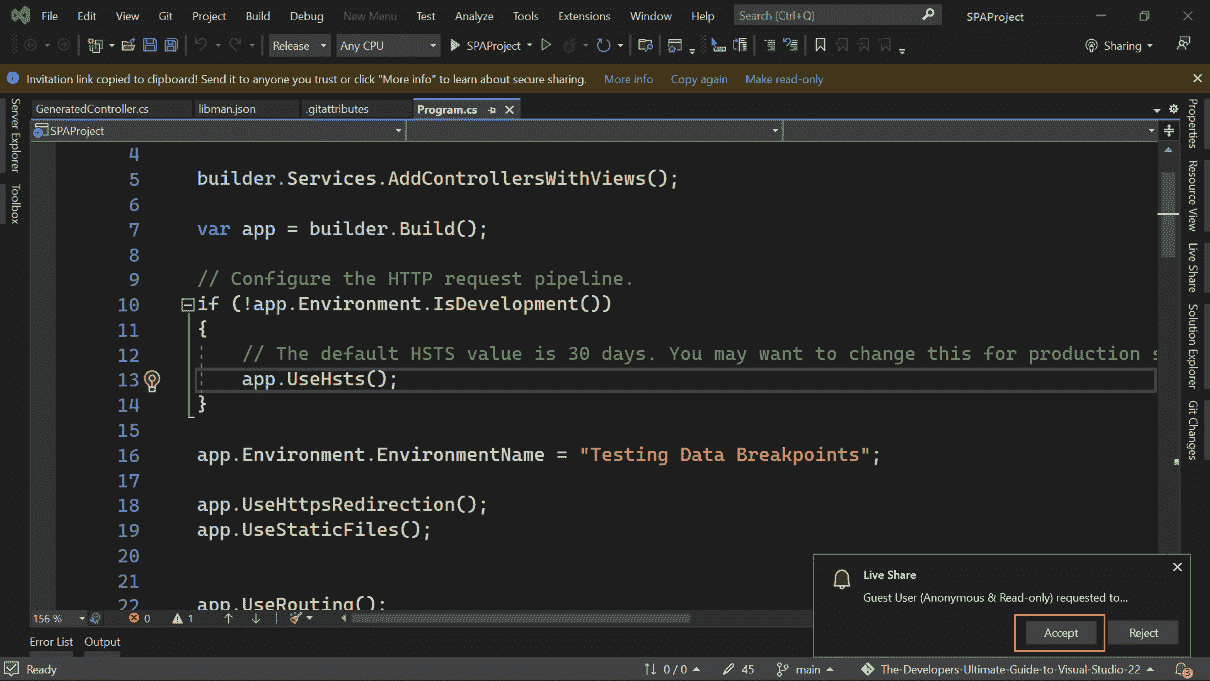 File Edit View Git Project Build Debug New Menu Test Analyze Tools Extensions Window Help Search (Ctrl+Q) SPAProject
Release Any CPU SPAProject Sharing
Invitation link copied to clipboard! Send it to anyone you trust or click "More info" to learn about secure sharing. More info Copy again Make read-only
Server Explorer
Toolbox
GeneratedController.cs libman.json .gitattributes Program.cs
SPAProject
4
5 builder.Services.AddControllersWithViews();
6
7 var app = builder.Build();
8
9 // Configure the HTTP request pipeline.
10 if (!app.Environment.IsDevelopment())
11 {
12 // The default HSTS value is 30 days. You may want to change this for production s
13 app.UseHsts();
14 }
15
16 app.Environment.EnvironmentName = "Testing Data Breakpoints";
17
18 app.UseHttpsRedirection();
19 app.UseStaticFiles();
20
21
22 app.UseRouting();
Properties
Resource View
Live Share
Solution Explorer
Git Changes
156 % 0 1
Error List Output
Live Share
Guest User (Anonymous & Read-only) requested to...
Accept Reject
Ready 0 / 0 45 main The-Developers-Ultimate-Guide-to-Visual-Studio-22 3